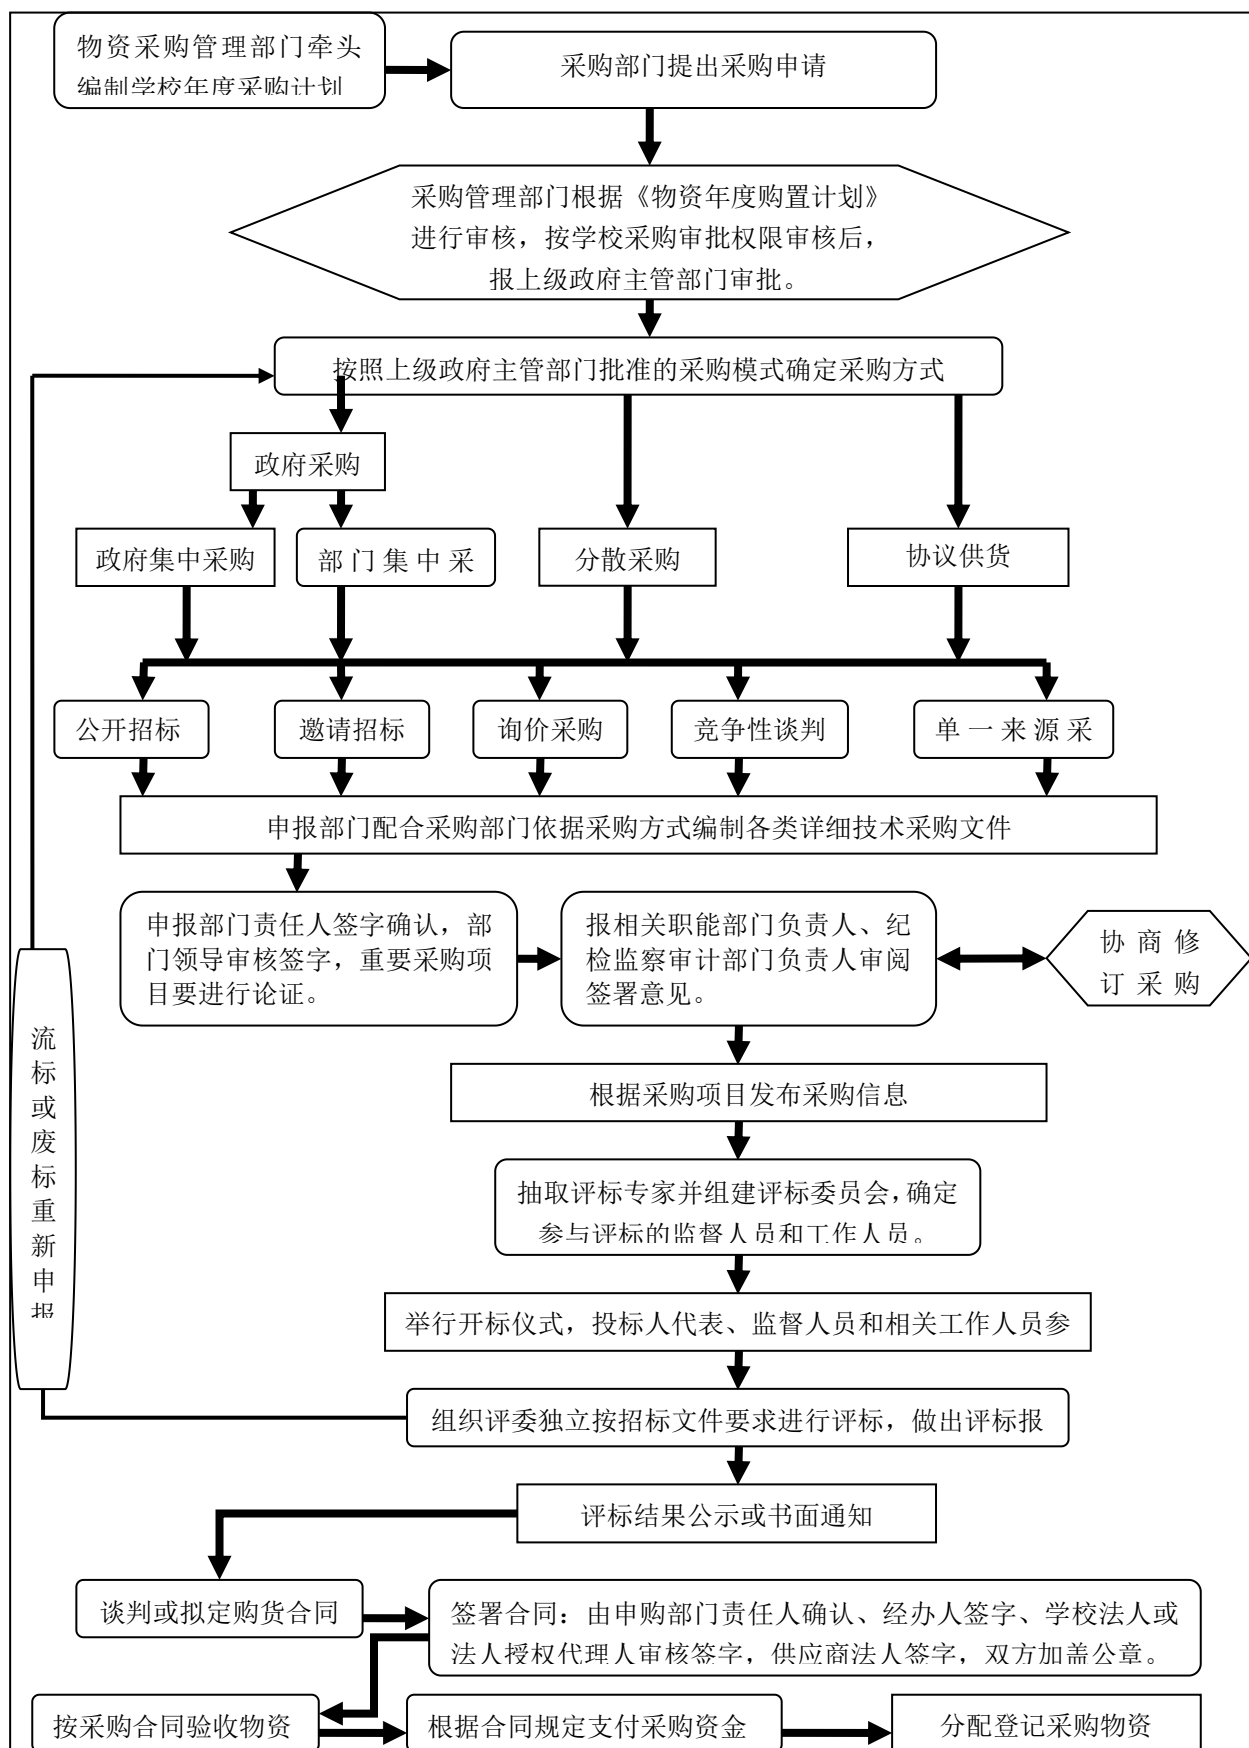 物资采购管理部门牵头
编制学校年度采购计划
采购部门提出采购申请
采购管理部门根据《物资年度购置计划》
进行审核，按学校采购审批权限审核后，
报上级政府主管部门审批。
按照上级政府主管部门批准的采购模式确定采购方式
政府采购
政府集中采购
部门集中采
分散采购
协议供货
公开招标
邀请招标
询价采购
竞争性谈判
单一来源采
申报部门配合采购部门依据采购方式编制各类详细技术采购文件
申报部门责任人签字确认，部
门领导审核签字，重要采购项
目要进行论证。
报相关职能部门负责人、纪
检监察审计部门负责人审阅
签署意见。
协商修
订采购
流标或废标重新申报
根据采购项目发布采购信息
抽取评标专家并组建评标委员会，确定
参与评标的监督人员和工作人员。
举行开标仪式，投标人代表、监督人员和相关工作人员参
组织评委独立按招标文件要求进行评标，做出评标报
评标结果公示或书面通知
谈判或拟定购货合同
签署合同：由申购部门责任人确认、经办人签字、学校法人或
法人授权代理人审核签字，供应商法人签字，双方加盖公章。
按采购合同验收物资
根据合同规定支付采购资金
分配登记采购物资